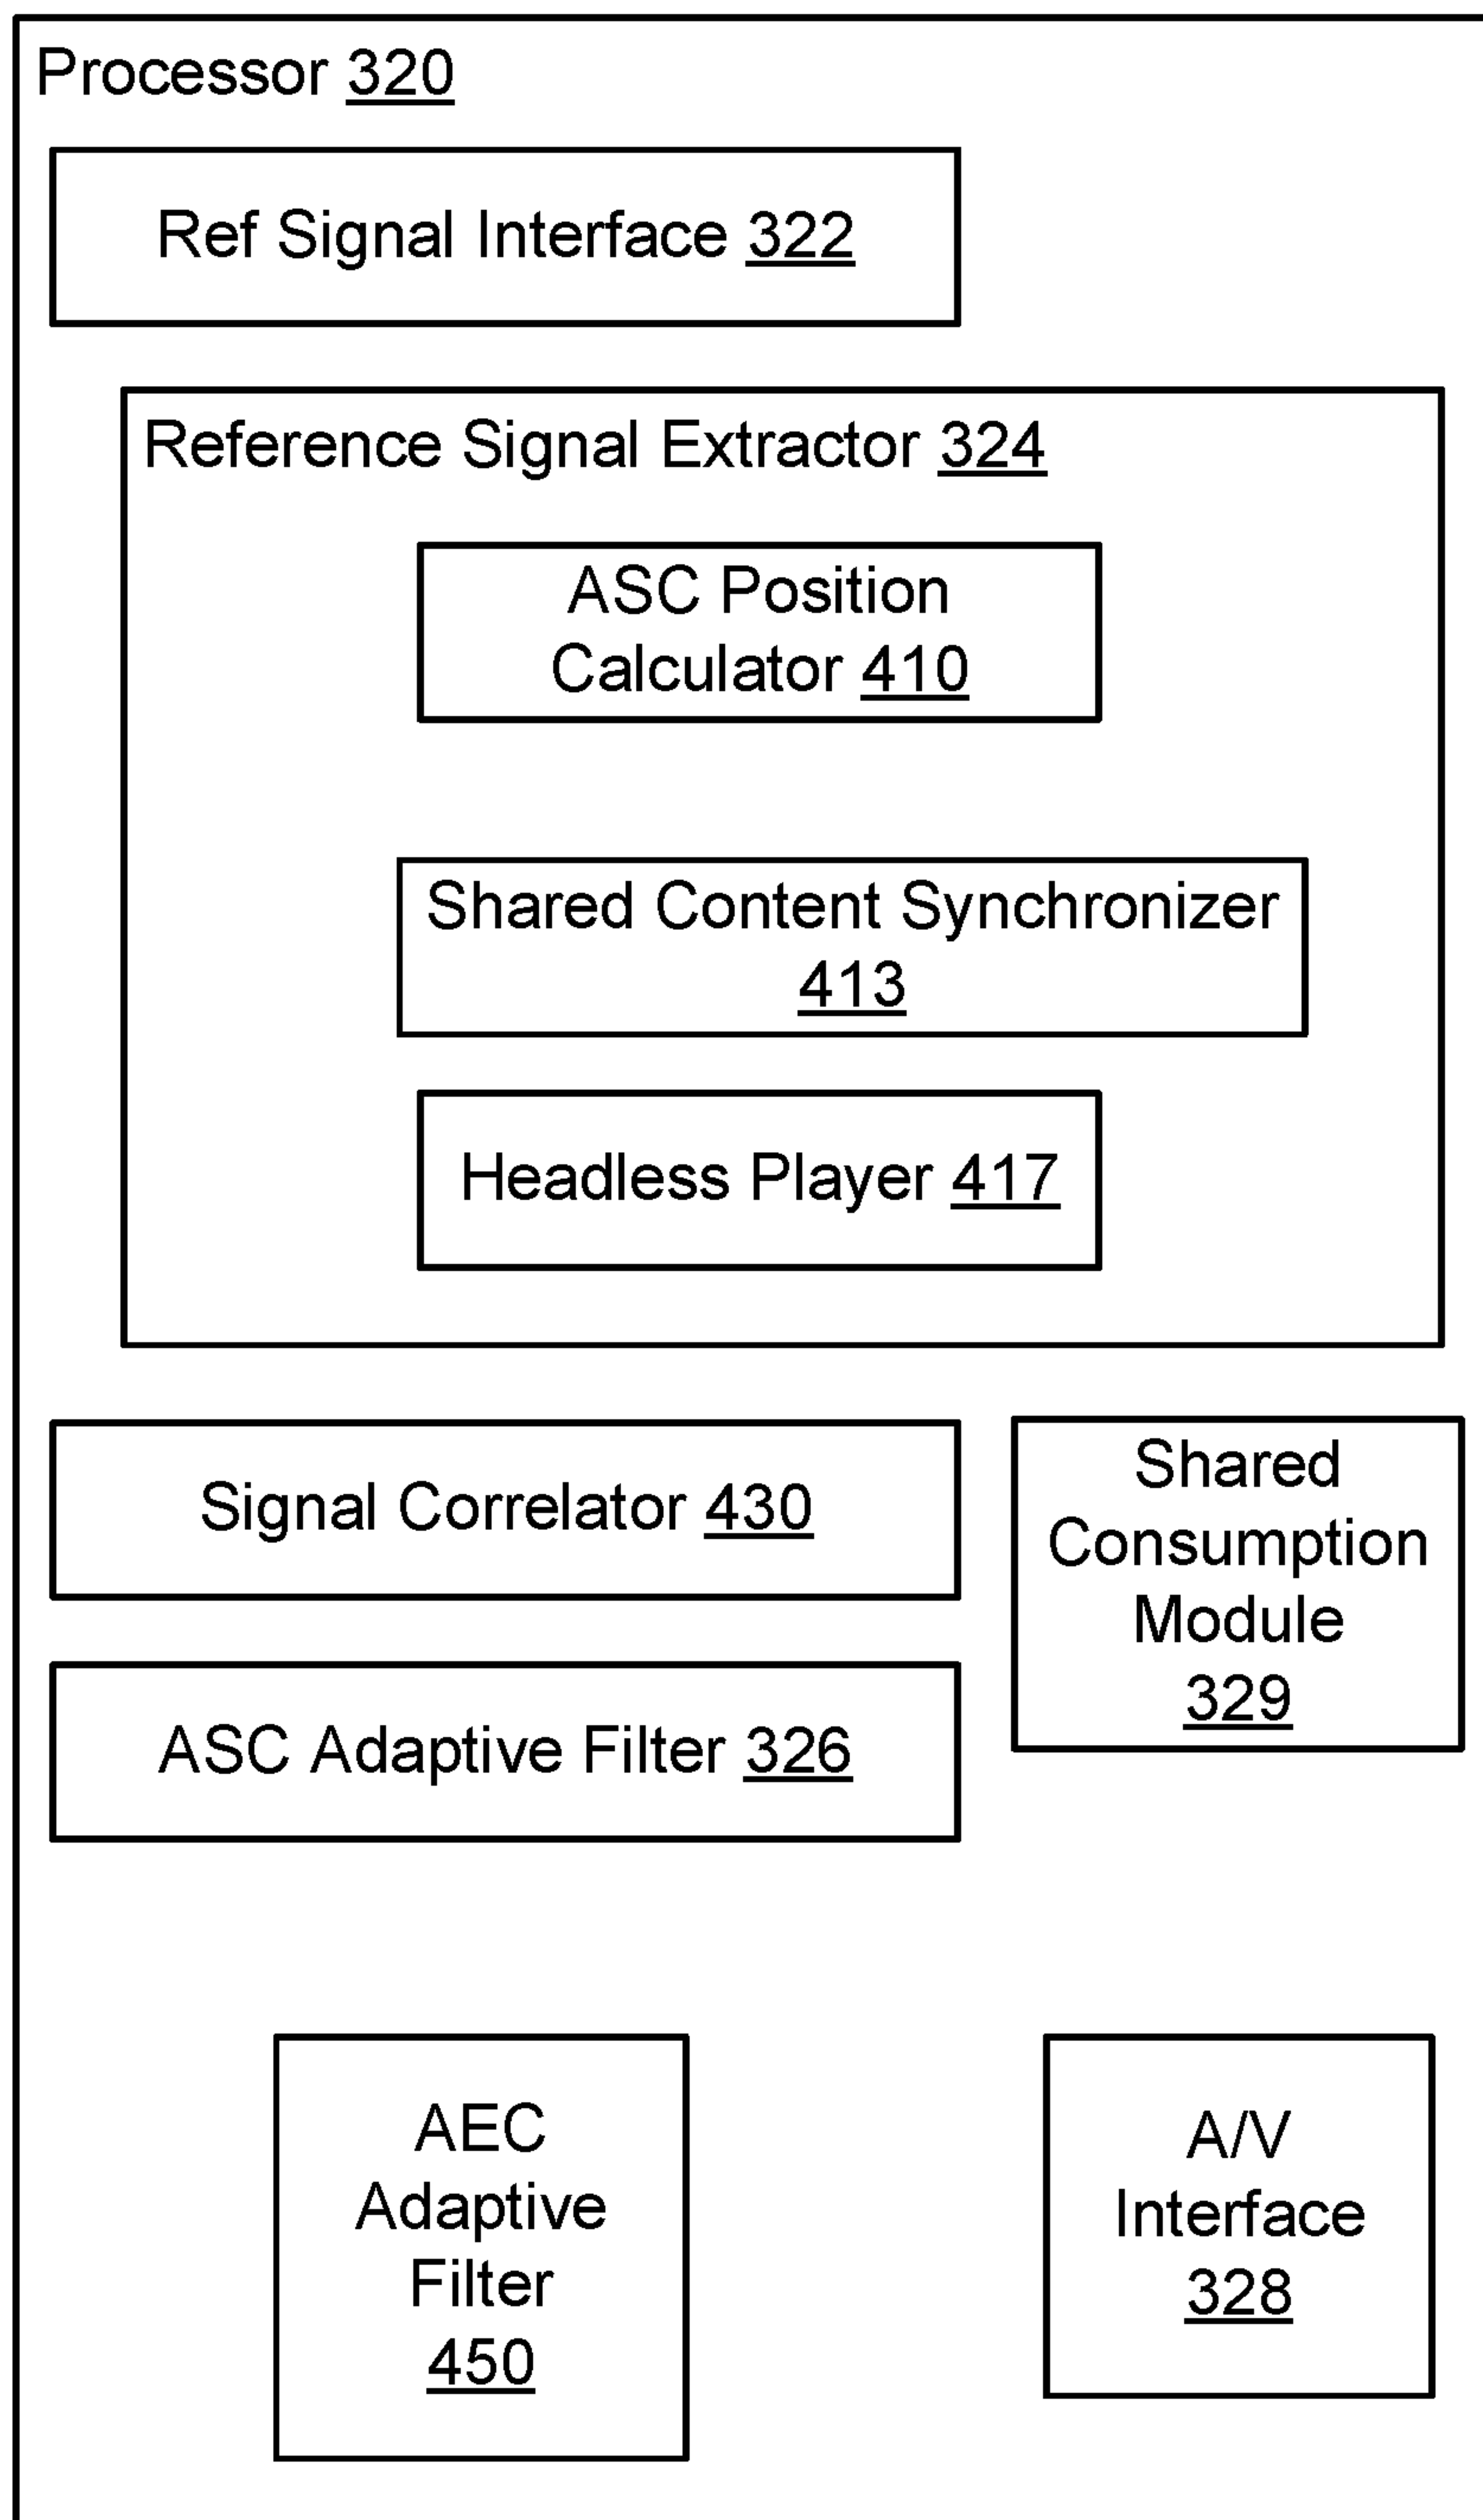 Processor 320
Ref Signal Interface 322
Reference Signal Extractor 324
ASC Position
Calculator 410
Shared Content Synchronizer
413
Headless Player 417
Signal Correlator 430
Shared
Consumption
Module
329
ASC Adaptive Filter 326
AEC
Adaptive
Filter
450
A/V
Interface
328